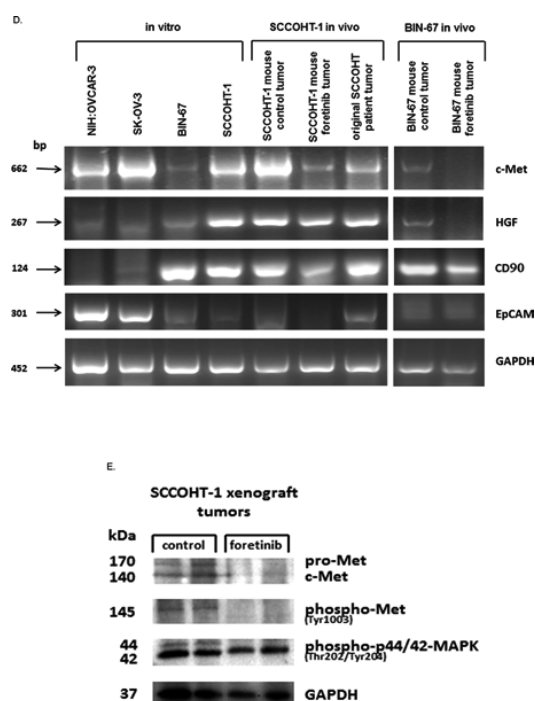 D.
in vitro
SCCOHT-1 in vivo
BIN-67 in vivo
NIH:OVCAR-3
SK-OV-3
BIN-67
SCCOHT-1
SCCOHT-1 mouse
control tumor
SCCOHT-1 mouse
foretinib tumor
original SCCOHT
patient tumor
BIN-67 mouse
control tumor
BIN-67 mouse
foretinib tumor
bp
662
c-Met
267
HGF
124
CD90
301
EpCAM
452
GAPDH
E.
SCCOHT-1 xenograft
tumors
kDa
control
foretinib
170
pro-Met
140
c-Met
145
phospho-Met
(Tyr1003)
44
phospho-p44/42-MAPK
42
(Thr202/Tyr204)
37
GAPDH